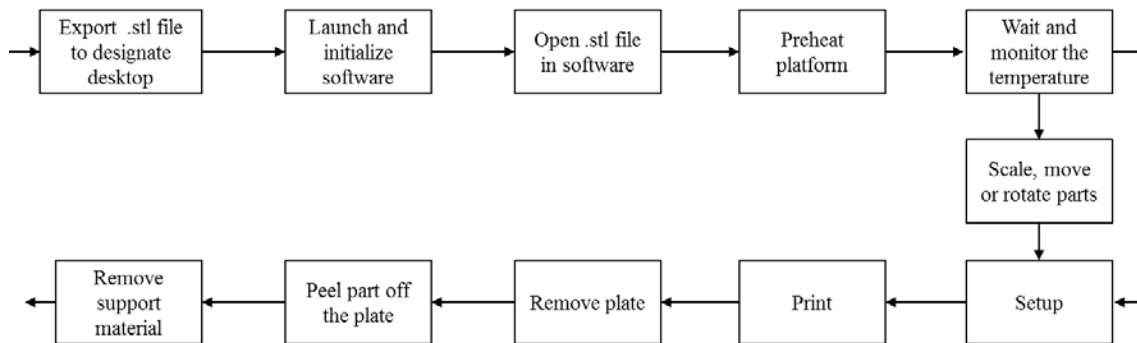 Export .stl file
to designate
desktop
Launch and
initialize
software
Open .stl file
in software
Preheat
platform
Wait and
monitor the
temperature
Scale, move
or rotate parts
Remove
support
material
Peel part off
the plate
Remove plate
Print
Setup